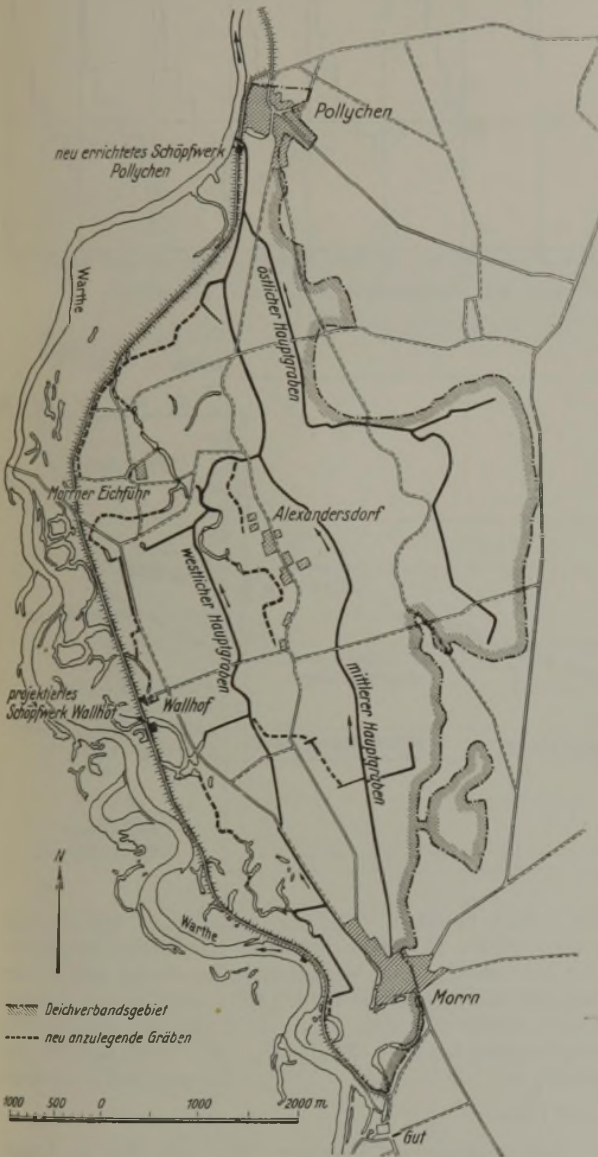 Pollychen
neu errichtetes Schöpfwerk
Pollychen
Warthe
östlicher Hauptgraben
Morrner Eichführ
Alexandersdorf
westlicher Hauptgraben
projektiertes
Schöpfwerk Wallhof
Wallhof
mittlerer Hauptgraben
N
Warthe
Morrn
Deichverbandsgebiet
neu anzulegende Gräben
1000 500 0 1000 2000 m
Gut